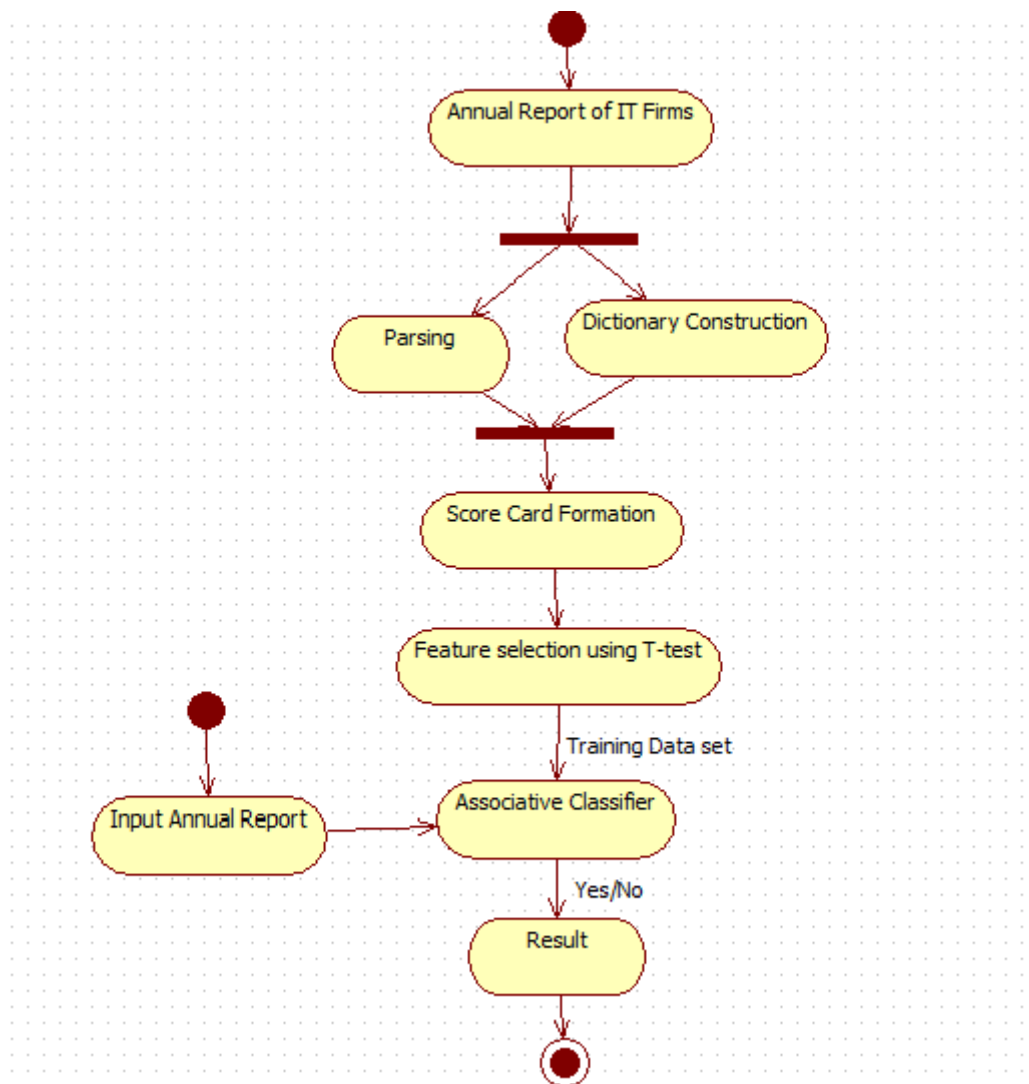 Annual Report of IT Firms
Parsing
Dictionary Construction
Score Card Formation
Feature selection using T-test
Training Data set
Input Annual Report
Associative Classifier
Yes/No
Result